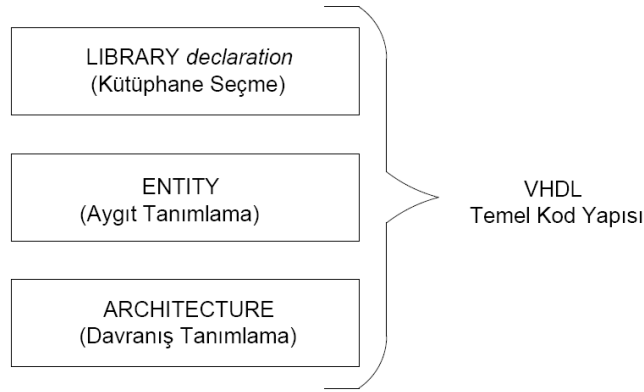 LIBRARY declaration
(Kütüphane Seçme)
ENTITY
(Aygıt Tanımlama)
ARCHITECTURE
(Davranış Tanımlama)
VHDL
Temel Kod Yapısı